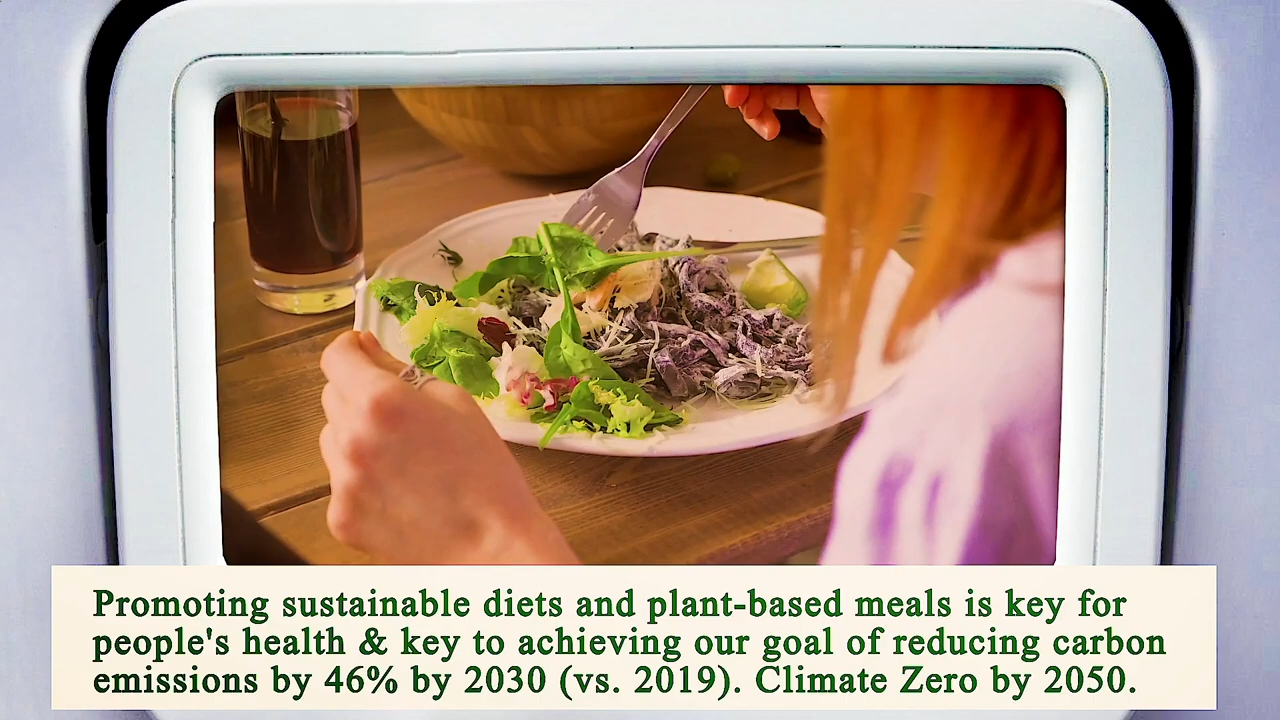 Promoting sustainable diets and plant-based meals is key for
people's health & key to achieving our goal of reducing carbon
emissions by 46% by 2030 (vs. 2019). Climate Zero by 2050.